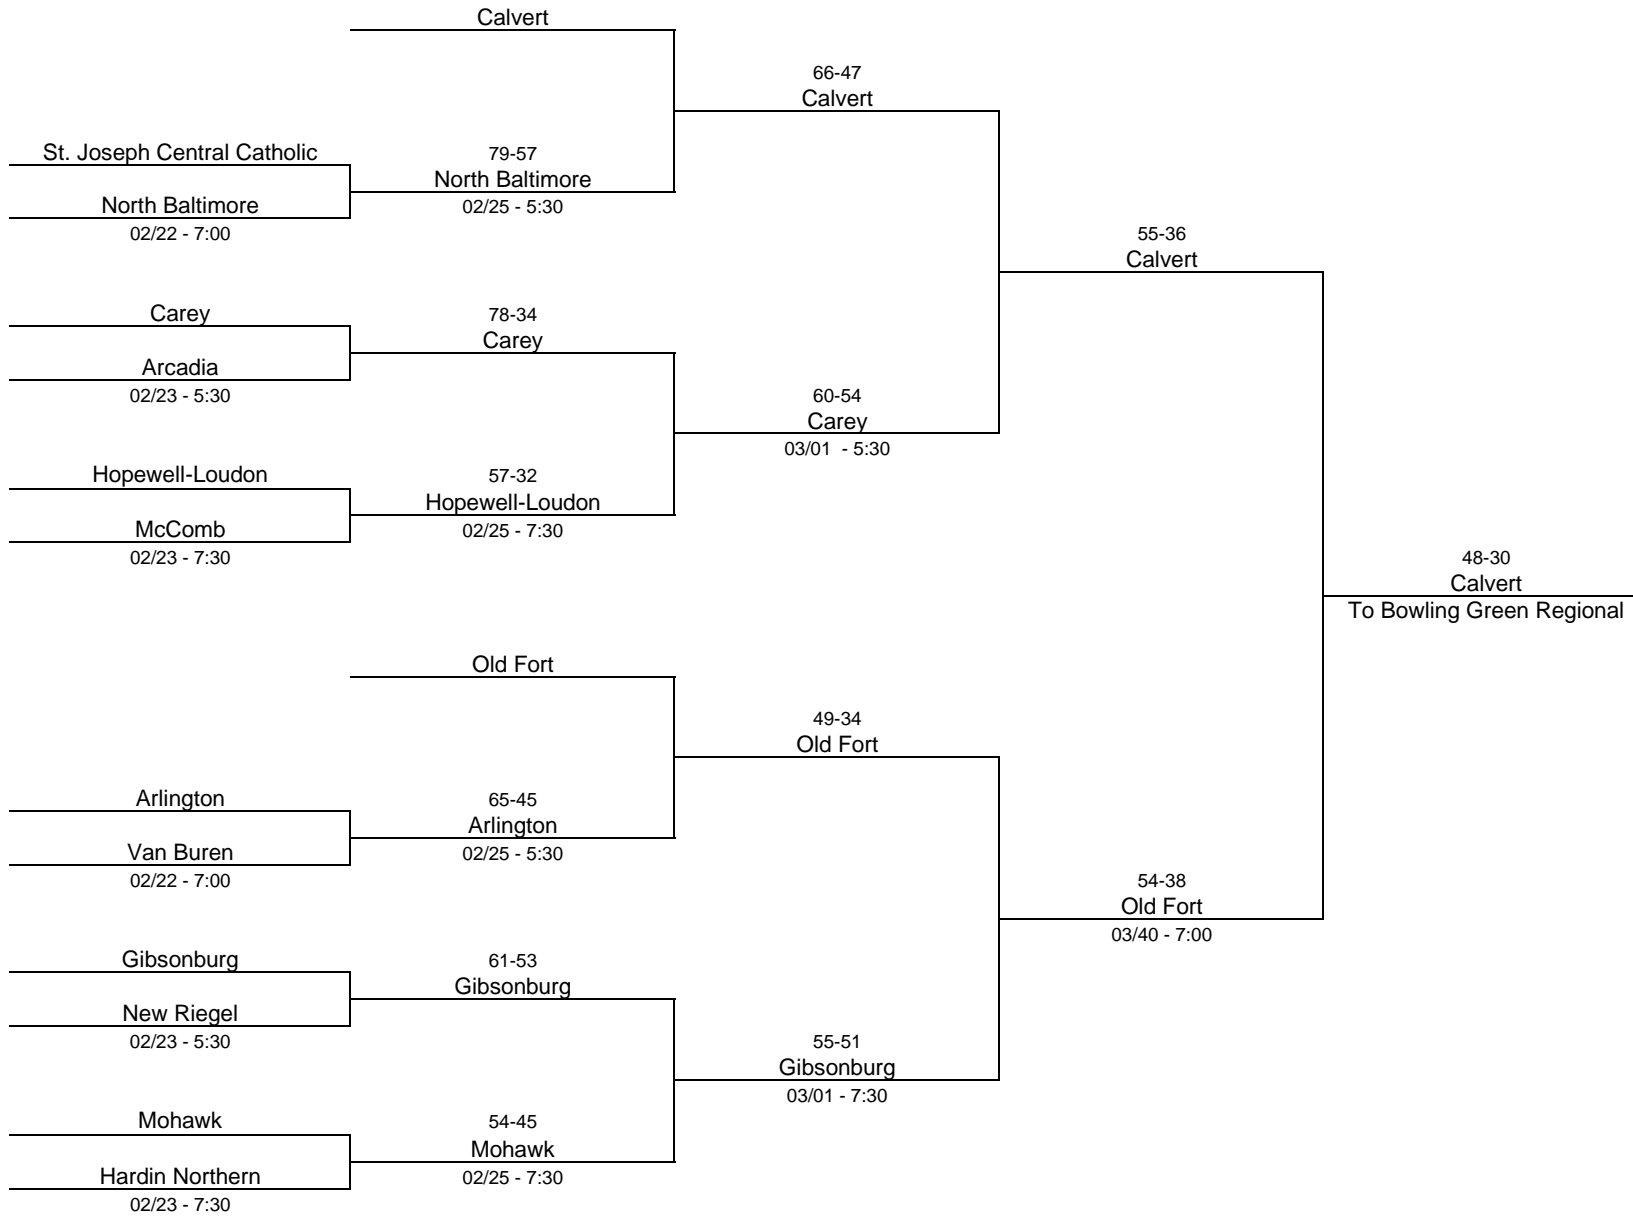 Calvert
66-47
Calvert
St. Joseph Central Catholic
79-57
North Baltimore
North Baltimore
02/25 - 5:30
02/22 - 7:00
55-36
Calvert
Carey
78-34
Carey
Arcadia
02/23 - 5:30
60-54
Carey
03/01  - 5:30
Hopewell-Loudon
57-32
Hopewell-Loudon
McComb
02/25 - 7:30
02/23 - 7:30
48-30
Calvert
To Bowling Green Regional
Old Fort
49-34
Old Fort
Arlington
65-45
Arlington
Van Buren
02/25 - 5:30
02/22 - 7:00
54-38
Old Fort
03/40 - 7:00
Gibsonburg
61-53
Gibsonburg
New Riegel
02/23 - 5:30
55-51
Gibsonburg
03/01 - 7:30
Mohawk
54-45
Mohawk
Hardin Northern
02/25 - 7:30
02/23 - 7:30